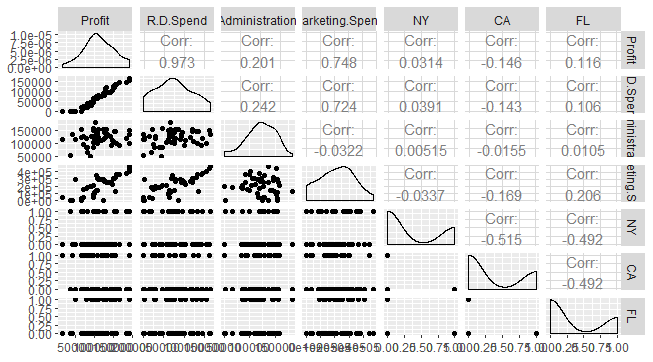 Profit R.D.Spend Administration arketing.Spen NY CA FL
1.0e-05 7.5e-06 5.0e-06 2.5e-06 0.0e+00 Corr: 0.973 Corr: 0.201 Corr: 0.748 Corr: 0.0314 Corr: -0.146 Corr: 0.116 Profit
150000 100000 50000 0 Corr: 0.242 Corr: 0.724 Corr: 0.0391 Corr: -0.143 Corr: 0.106 D.Sper
150000 100000 50000 Corr: -0.0322 Corr: 0.00515 Corr: -0.0155 Corr: 0.0105 ninistra
4e+05 Corr: -0.0337 Corr: -0.169 Corr: 0.206 eting.S
1.00 0.75 0.50 0.25 0.00 Corr: -0.515 Corr: -0.492 NY
1.00 0.75 0.50 0.25 0.00 Corr: -0.492 CA
1.00 0.75 0.50 0.25 0.00 FL